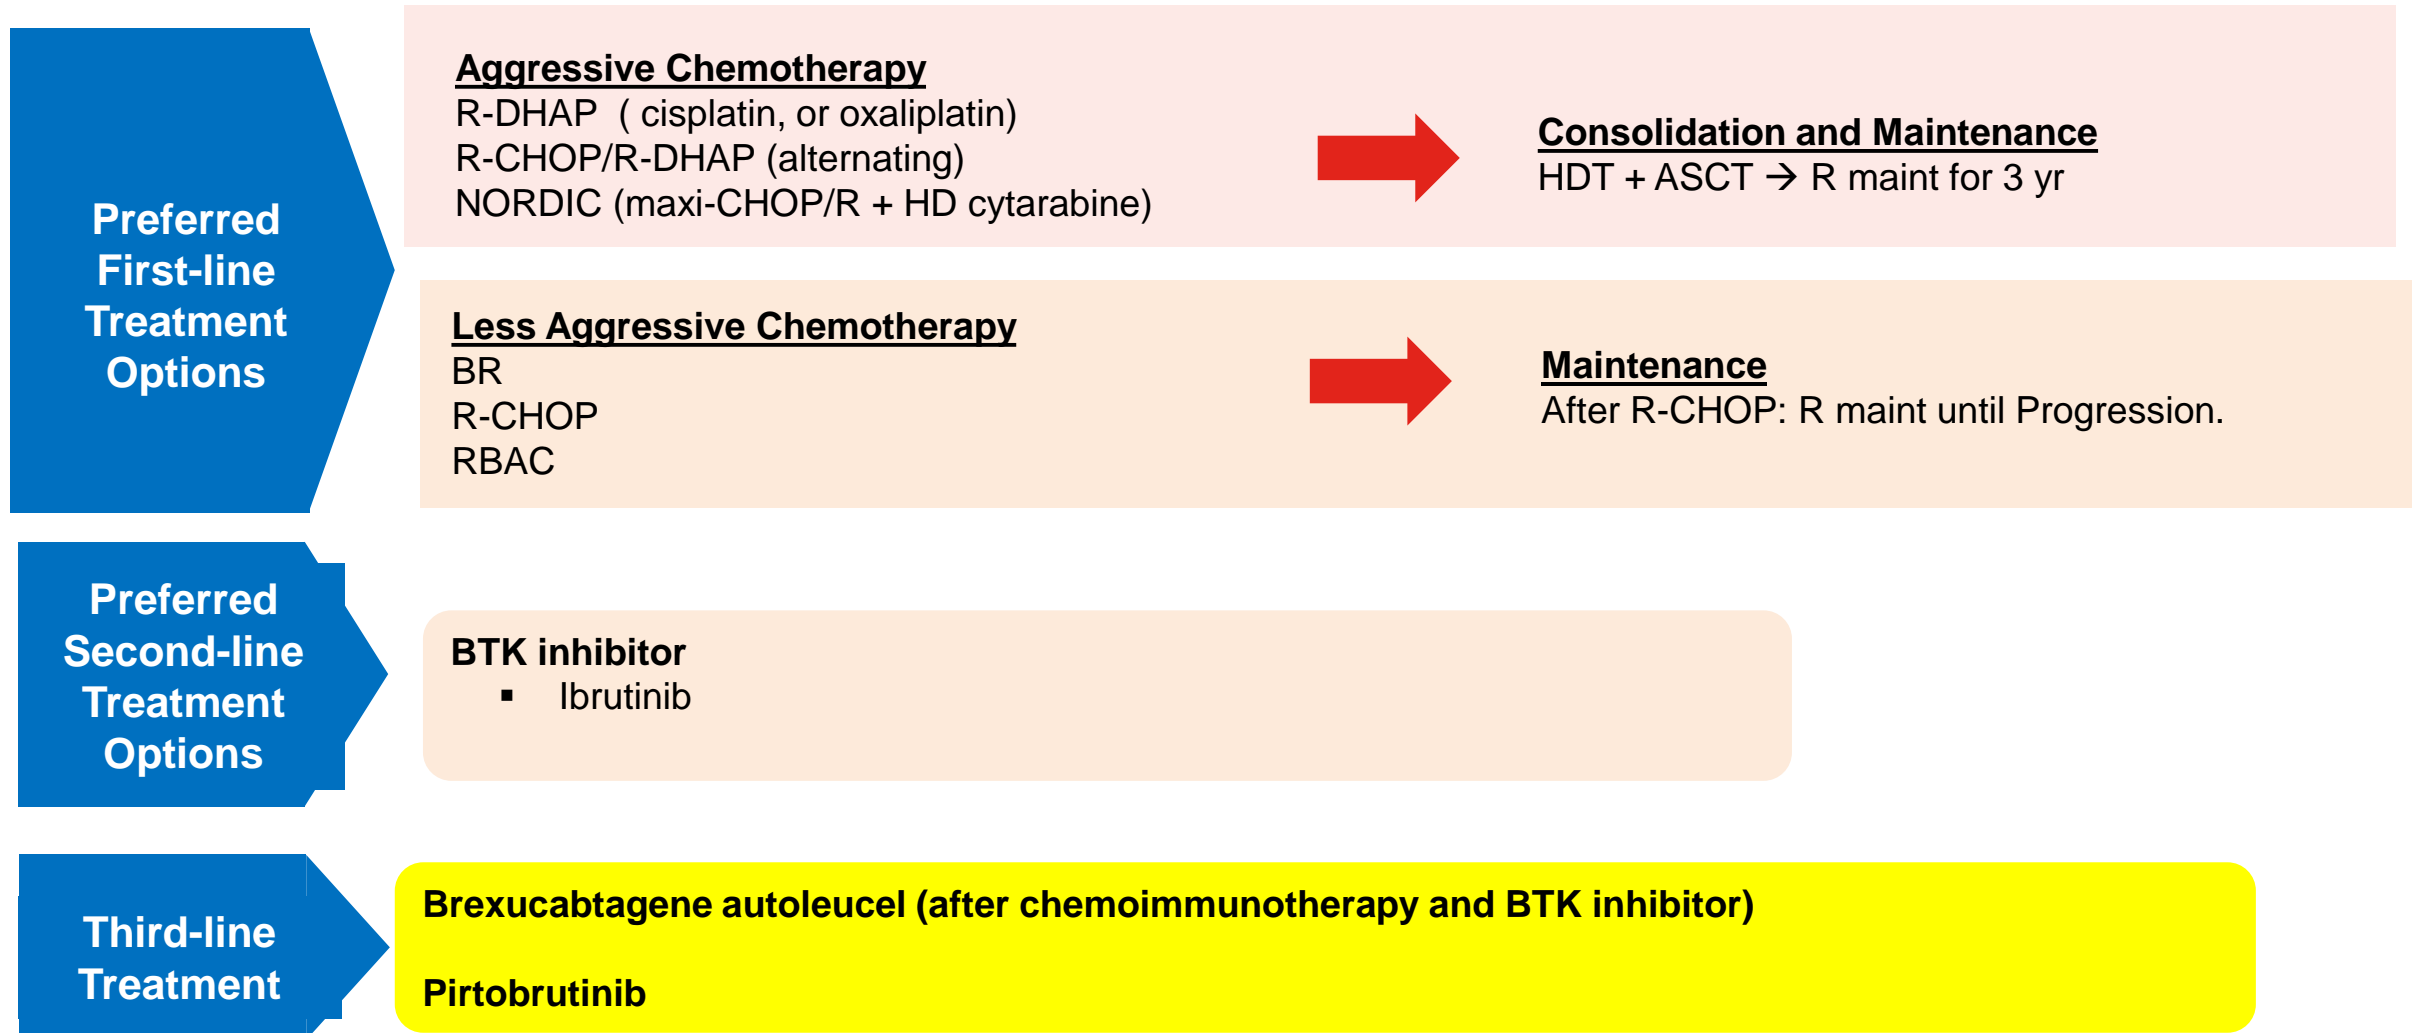 Preferred
First-line
Treatment
Options
Aggressive Chemotherapy
R-DHAP ( cisplatin, or oxaliplatin)
R-CHOP/R-DHAP (alternating)
NORDIC (maxi-CHOP/R + HD cytarabine)
Consolidation and Maintenance
HDT + ASCT → R maint for 3 yr
Less Aggressive Chemotherapy
BR
R-CHOP
RBAC
Maintenance
After R-CHOP: R maint until Progression.
Preferred
Second-line
Treatment
Options
BTK inhibitor
▪ Ibrutinib
Third-line
Treatment
Brexucabtagene autoleucel (after chemoimmunotherapy and BTK inhibitor)
Pirtobrutinib